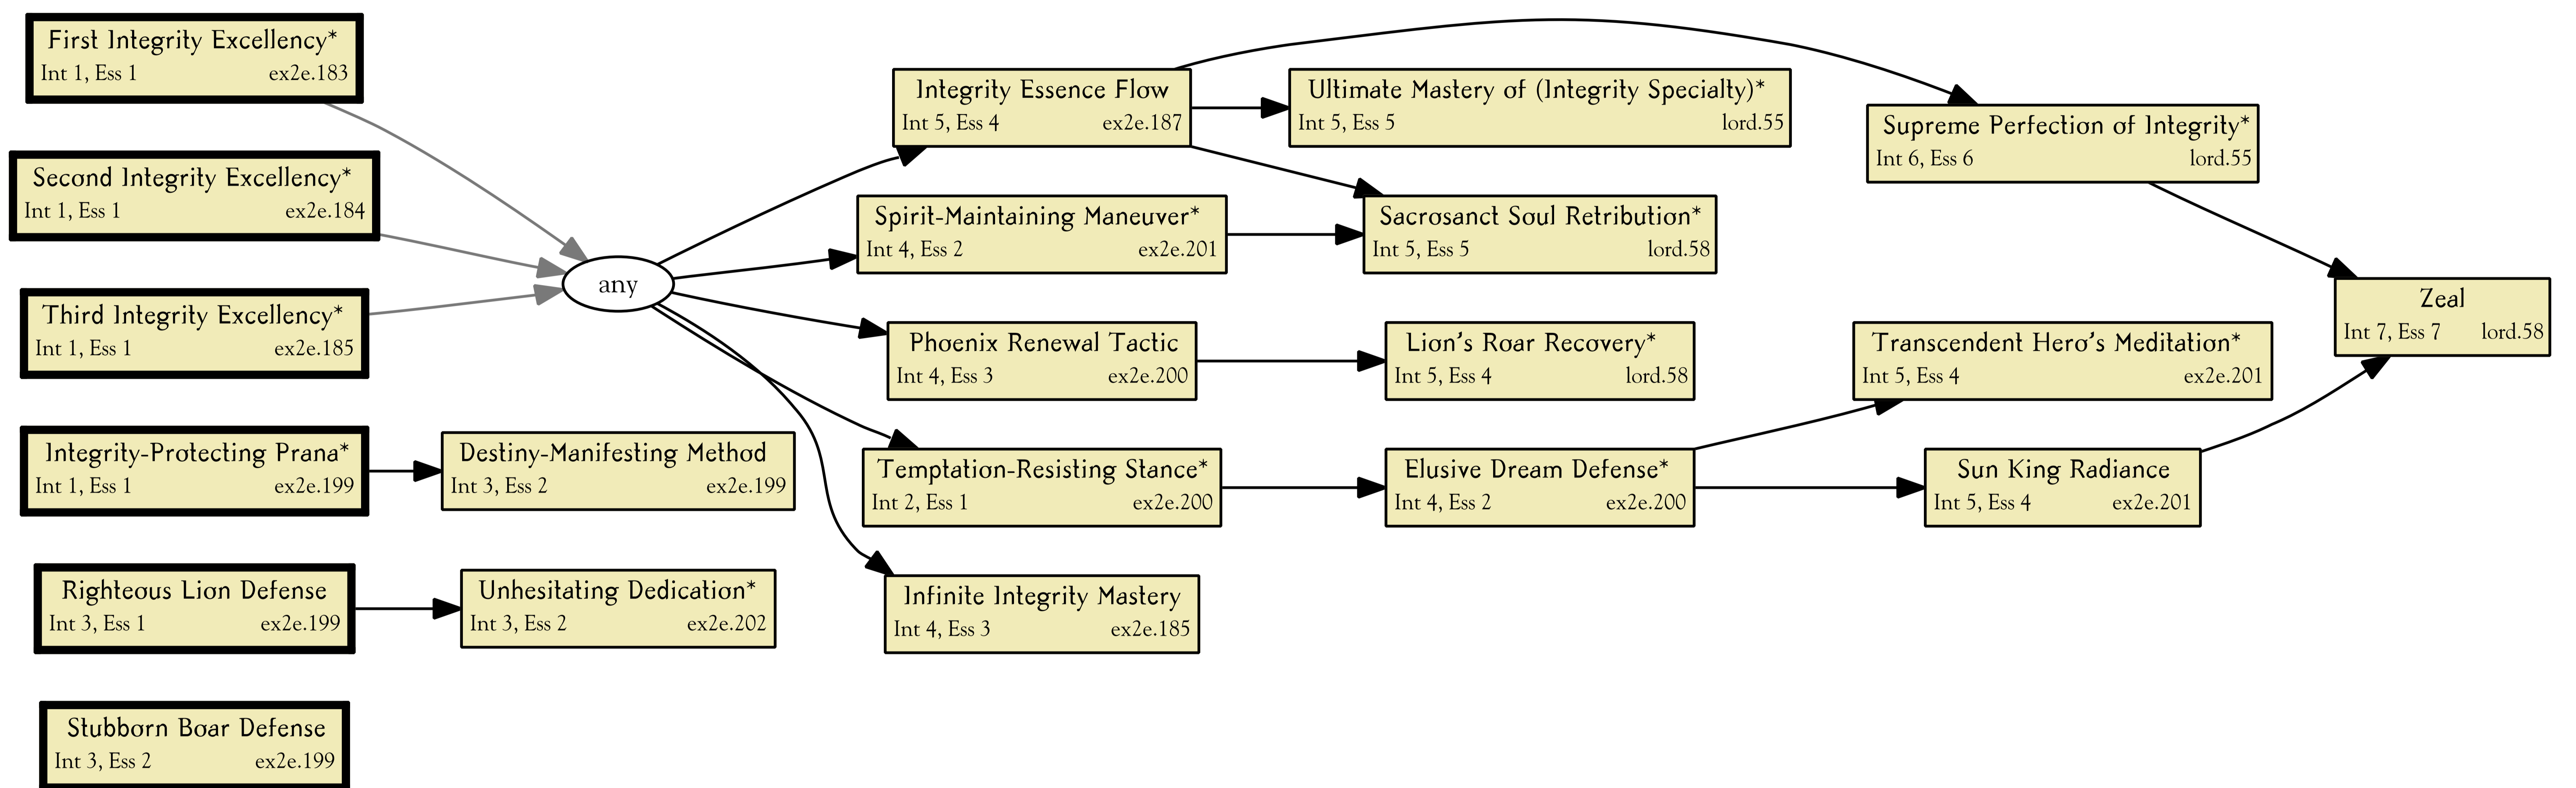 First Integrity Excellency*
Int 1, Ess 1 ex2e.183
Second Integrity Excellency*
Int 1, Ess 1 ex2e.184
Third Integrity Excellency*
Int 1, Ess 1 ex2e.185
Integrity-Protecting Prana*
Int 1, Ess 1 ex2e.199
Righteous Lion Defense
Int 3, Ess 1 ex2e.199
Stubborn Boar Defense
Int 3, Ess 2 ex2e.199
Destiny-Manifesting Method
Int 3, Ess 2 ex2e.199
Unhesitating Dedication*
Int 3, Ess 2 ex2e.202
any
Integrity Essence Flow
Int 5, Ess 4 ex2e.187
Spirit-Maintaining Maneuver*
Int 4, Ess 2 ex2e.201
Phoenix Renewal Tactic
Int 4, Ess 3 ex2e.200
Temptation-Resisting Stance*
Int 2, Ess 1 ex2e.200
Infinite Integrity Mastery
Int 4, Ess 3 ex2e.185
Ultimate Mastery of (Integrity Specialty)*
Int 5, Ess 5 lord.55
Sacrosanct Soul Retribution*
Int 5, Ess 5 lord.58
Lion's Roar Recovery*
Int 5, Ess 4 lord.58
Elusive Dream Defense*
Int 4, Ess 2 ex2e.200
Supreme Perfection of Integrity*
Int 6, Ess 6 lord.55
Transcendent Hero's Meditation*
Int 5, Ess 4 ex2e.201
Sun King Radiance
Int 5, Ess 4 ex2e.201
Zeal
Int 7, Ess 7 lord.58